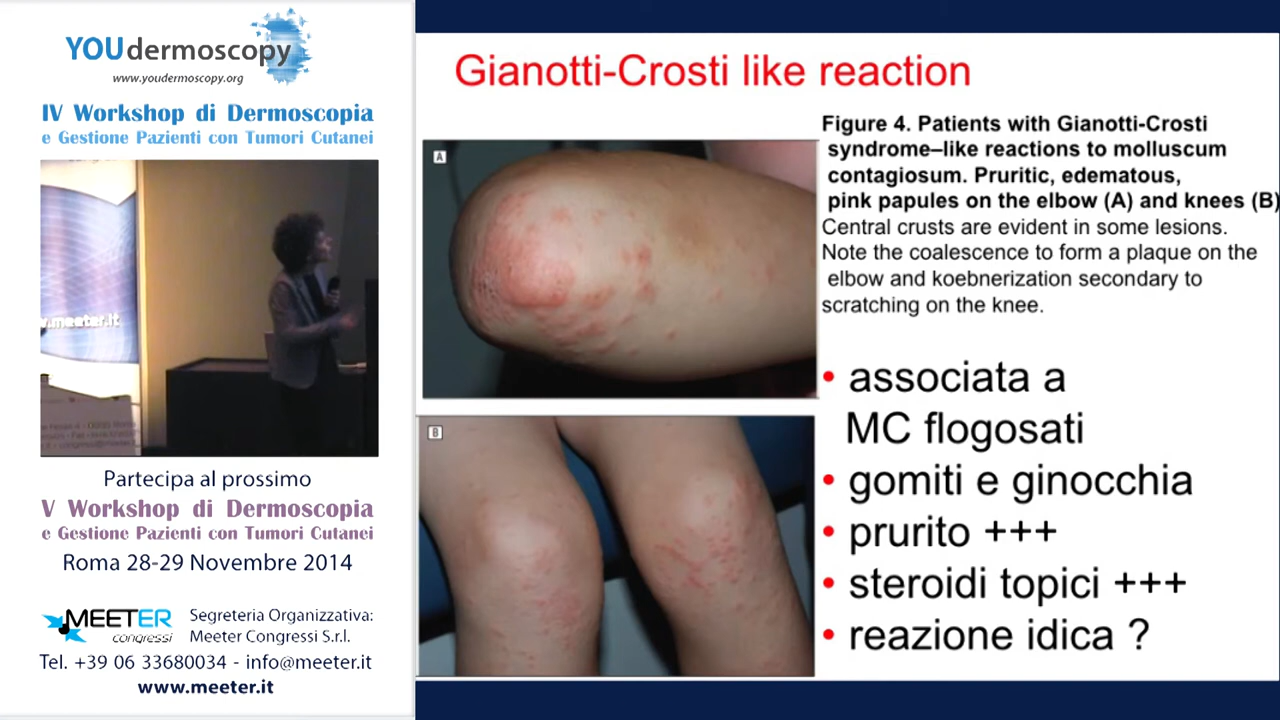 YOUdermoscopy
www.youdermoscopy.org
IV Workshop di Dermoscopia
e Gestione Pazienti con Tumori Cutanei
.meeter.it
Partecipa al prossimo
V Workshop di Dermoscopia
e Gestione Pazienti con Tumori Cutanei
Roma 28-29 Novembre 2014
MEETER
congressi
Segreteria Organizzativa:
Meeter Congressi S.r.l.
Tel. +39 06 33680034 - info@meeter.it
www.meeter.it
Gianotti-Crosti like reaction
A
B
Figure 4. Patients with Gianotti-Crosti
syndrome–like reactions to molluscum
contagiosum. Pruritic, edematous,
pink papules on the elbow (A) and knees (B)
Central crusts are evident in some lesions.
Note the coalescence to form a plaque on the
elbow and koebnerization secondary to
scratching on the knee.
• associata a
MC flogosati
• gomiti e ginocchia
• prurito +++
• steroidi topici +++
• reazione idica ?